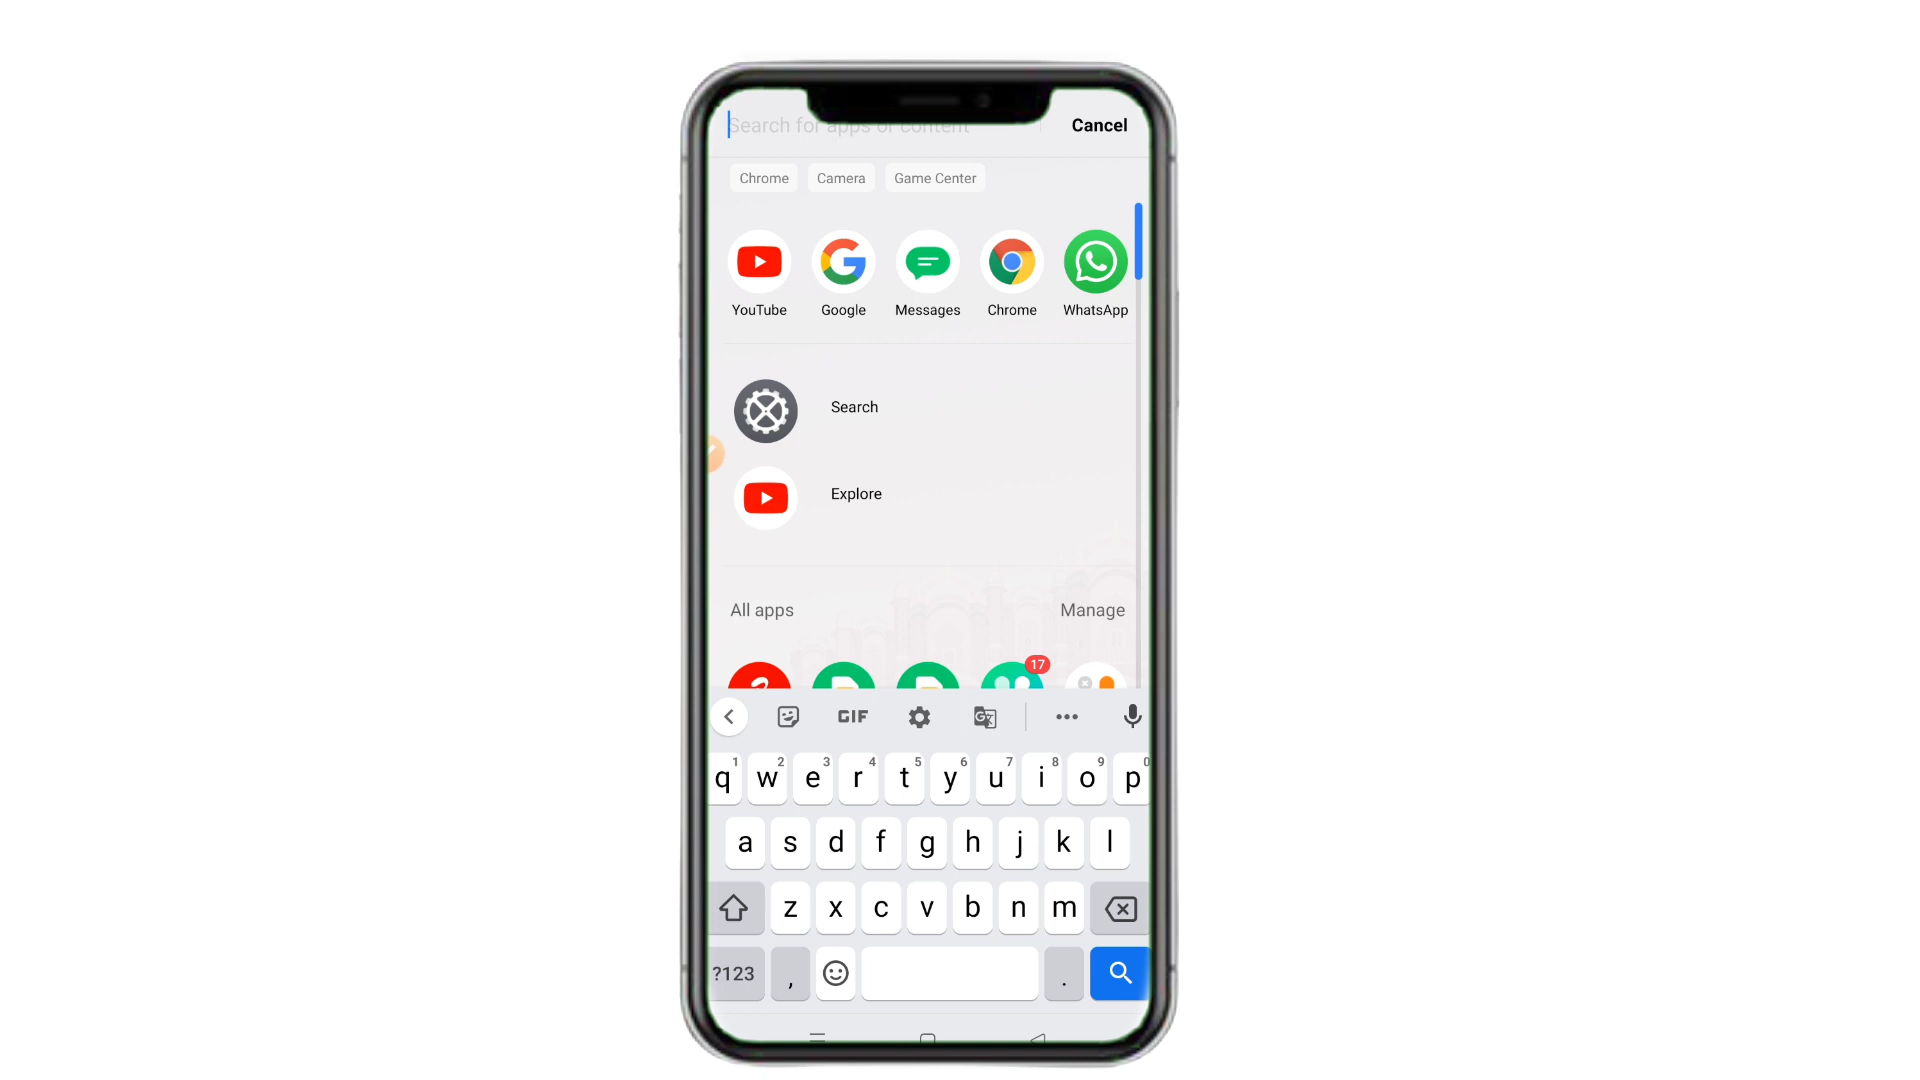 Search for apps or content
Cancel
Chrome Camera Game Center
YouTube Google Messages Chrome WhatsApp
Search
Explore
All apps Manage
17
GIF
1 2 3 4 5 6 7 8 9 0
q w e r t y u i o p
a s d f g h j k l
z x c v b n m
?123 , .